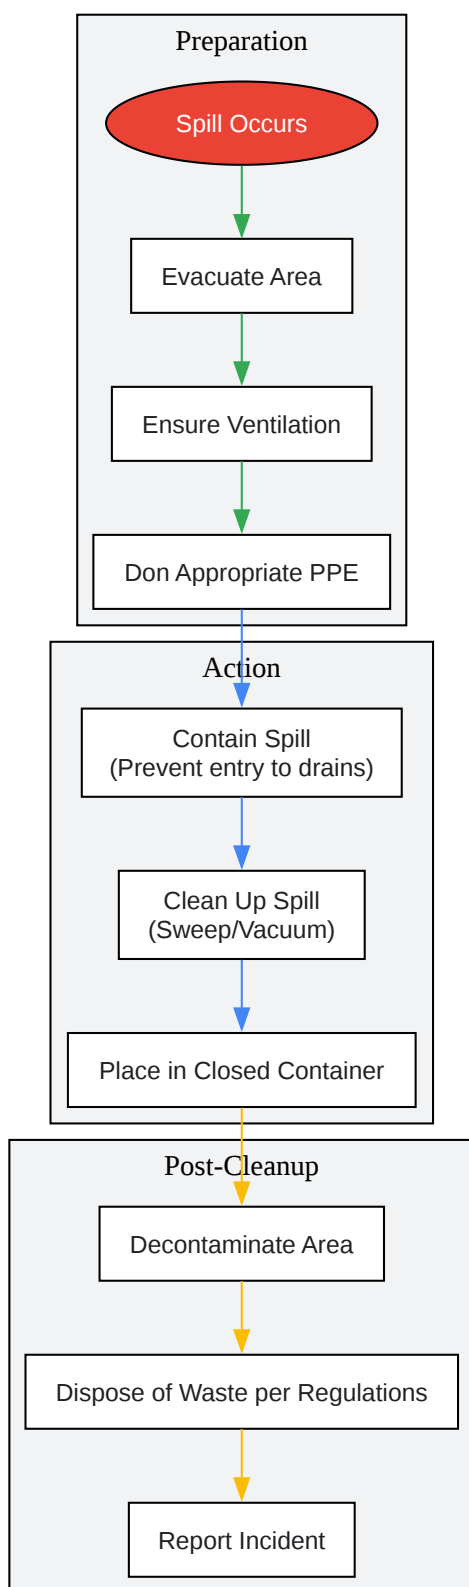 Preparation
Spill Occurs
Evacuate Area
Ensure Ventilation
Don Appropriate PPE
Action
Contain Spill
(Prevent entry to drains)
Clean Up Spill
(Sweep/Vacuum)
Place in Closed Container
Post-Cleanup
Decontaminate Area
Dispose of Waste per Regulations
Report Incident